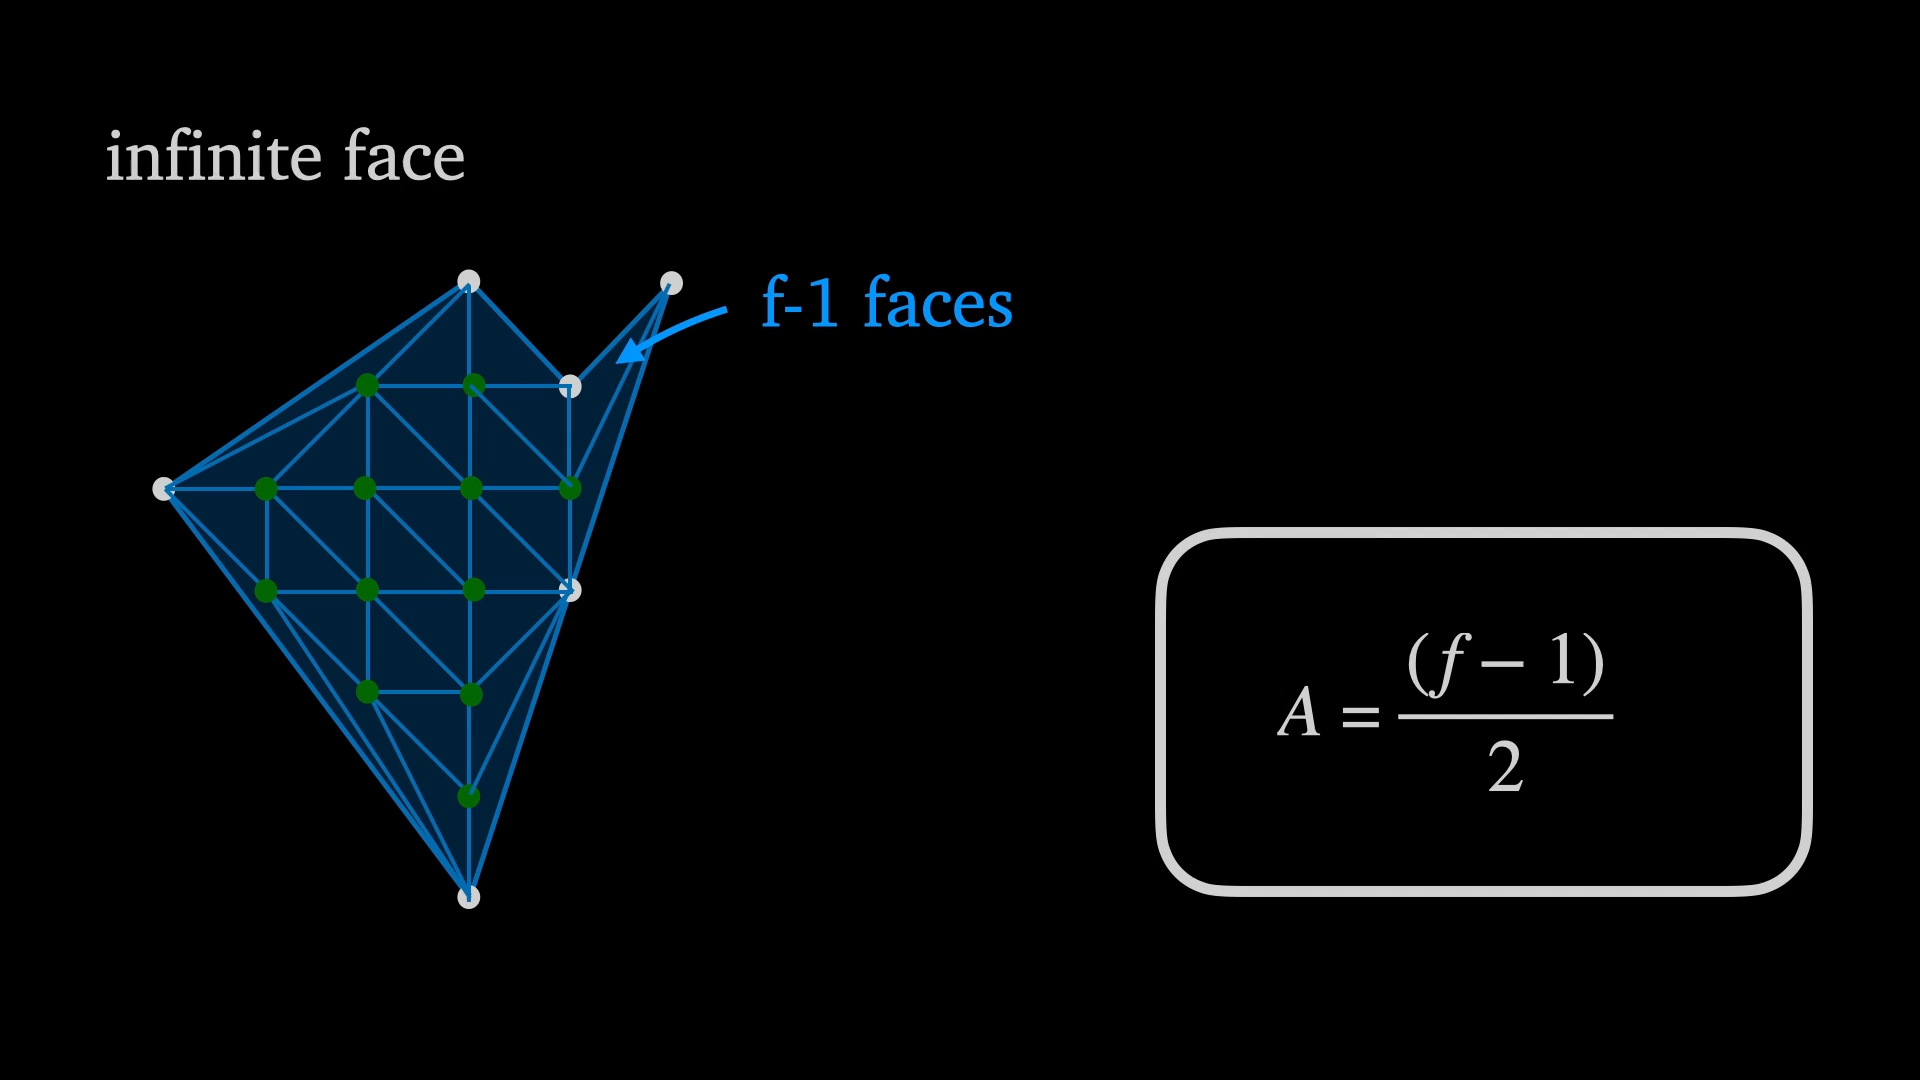 infinite face
f-1 faces
A = (f − 1) / 2